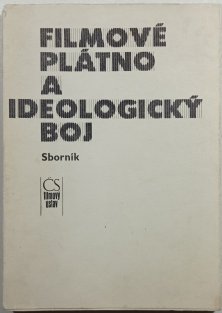 FILMOVÉ
PLÁTNO
A
IDEOLOGICKÝ
BOJ
Sborník
ČS
filmový
ústav